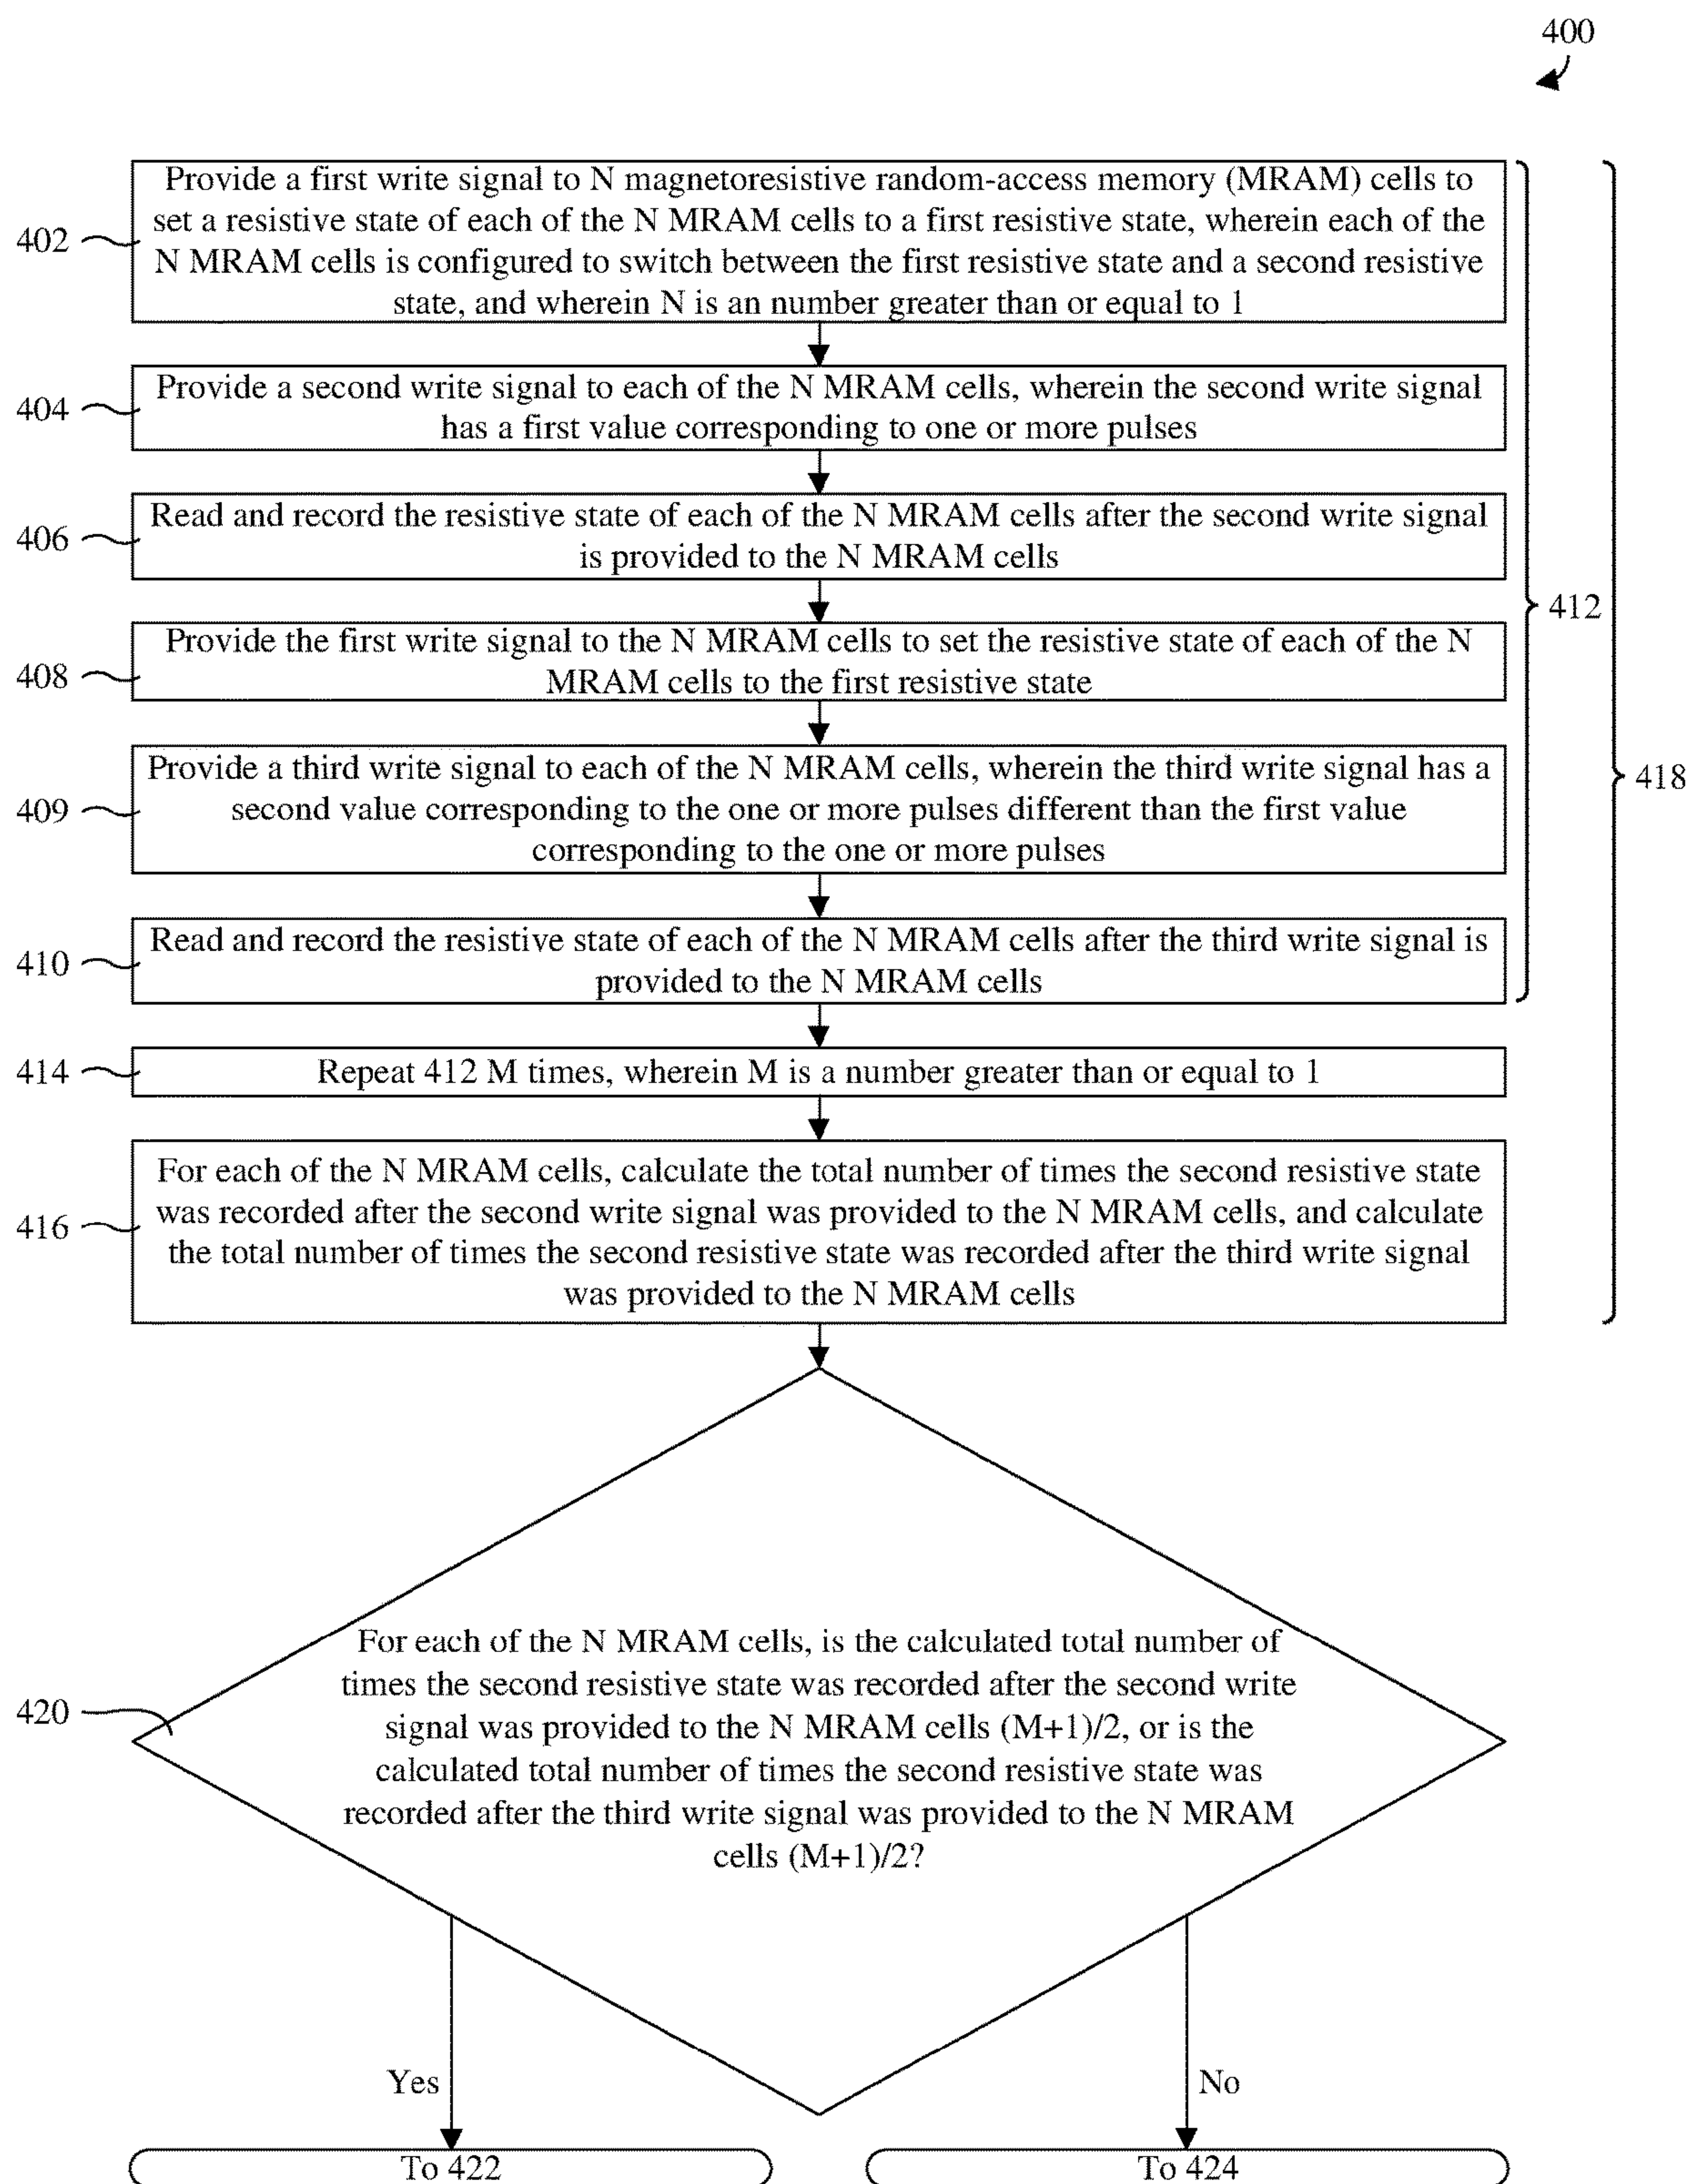 400
Provide a first write signal to N magnetoresistive random-access memory (MRAM) cells to
set a resistive state of each of the N MRAM cells to a first resistive state, wherein each of the
N MRAM cells is configured to switch between the first resistive state and a second resistive
state, and wherein N is an number greater than or equal to 1
402
Provide a second write signal to each of the N MRAM cells, wherein the second write signal
has a first value corresponding to one or more pulses
404
Read and record the resistive state of each of the N MRAM cells after the second write signal
is provided to the N MRAM cells
406
Provide the first write signal to the N MRAM cells to set the resistive state of each of the N
MRAM cells to the first resistive state
408
412
Provide a third write signal to each of the N MRAM cells, wherein the third write signal has a
second value corresponding to the one or more pulses different than the first value
corresponding to the one or more pulses
409
418
Read and record the resistive state of each of the N MRAM cells after the third write signal is
provided to the N MRAM cells
410
Repeat 412 M times, wherein M is a number greater than or equal to 1
414
For each of the N MRAM cells, calculate the total number of times the second resistive state
was recorded after the second write signal was provided to the N MRAM cells, and calculate
the total number of times the second resistive state was recorded after the third write signal
was provided to the N MRAM cells
416
For each of the N MRAM cells, is the calculated total number of
times the second resistive state was recorded after the second write
signal was provided to the N MRAM cells (M+1)/2, or is the
calculated total number of times the second resistive state was
recorded after the third write signal was provided to the N MRAM
cells (M+1)/2?
420
Yes
No
To 422
To 424